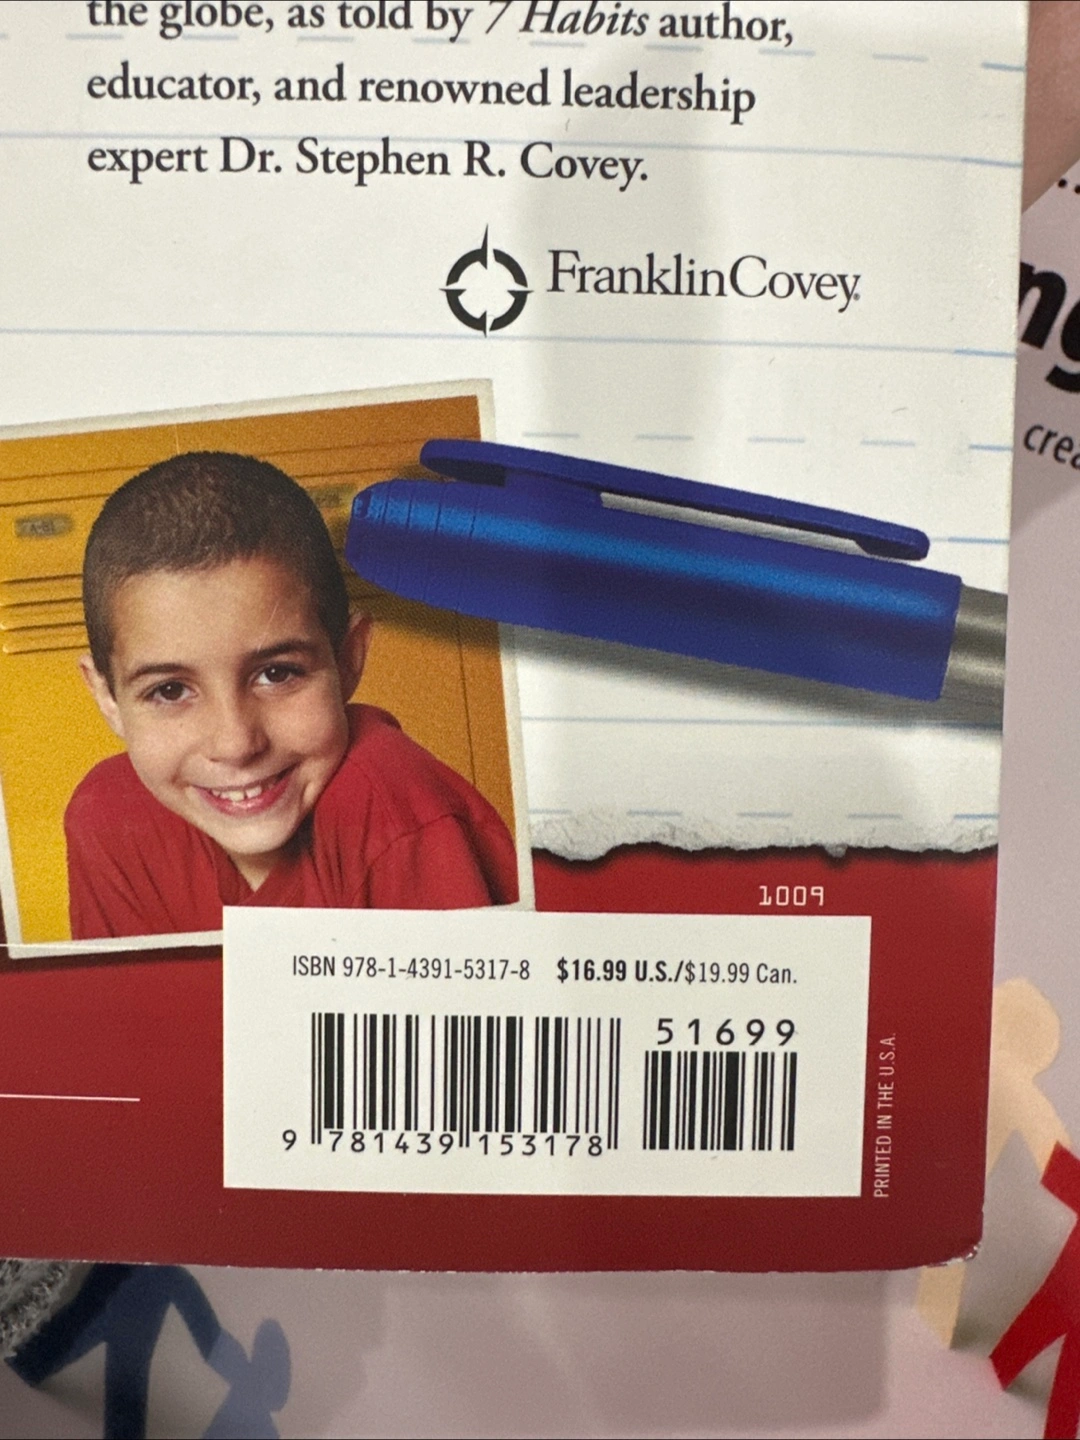 the globe, as told by 7 Habits author,
educator, and renowned leadership
expert Dr. Stephen R. Covey.
FranklinCovey®
ng
crea
1009
ISBN 978-1-4391-5317-8 $16.99 U.S./$19.99 Can.
51699
9 781439 153178
PRINTED IN THE U.S.A.